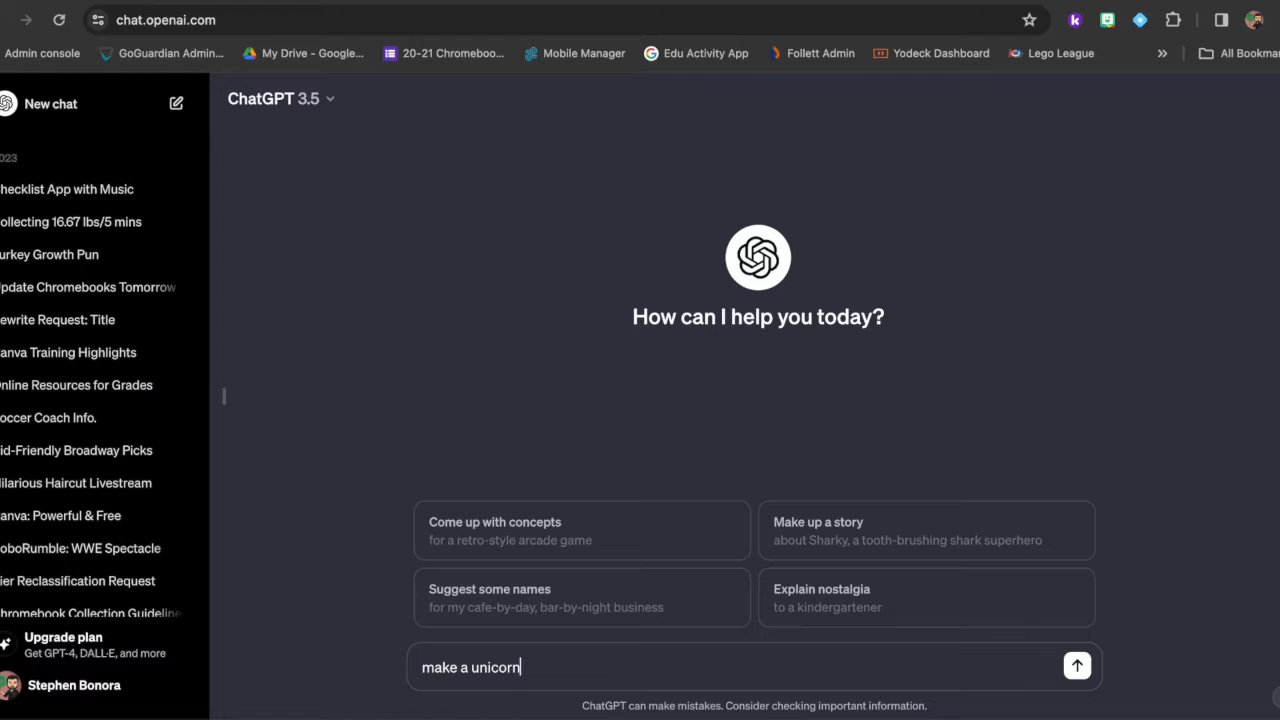 chat.openai.com
Admin console
GoGuardian Admin...
My Drive – Google...
20-21 Chromeboo...
Mobile Manager
Edu Activity App
Follett Admin
Yodeck Dashboard
Lego League
»
All Bookma
New chat
ChatGPT 3.5
023
hecklist App with Music
ollecting 16.67 lbs/5 mins
urkey Growth Pun
pdate Chromebooks Tomorrow
ewrite Request: Title
anva Training Highlights
nline Resources for Grades
occer Coach Info.
id-Friendly Broadway Picks
ilarious Haircut Livestream
anva: Powerful & Free
oboRumble: WWE Spectacle
ier Reclassification Request
hromebook Collection Guideline
Upgrade plan
Get GPT-4, DALL·E, and more
Stephen Bonora
How can I help you today?
Come up with concepts
for a retro-style arcade game
Make up a story
about Sharky, a tooth-brushing shark superhero
Suggest some names
for my cafe-by-day, bar-by-night business
Explain nostalgia
to a kindergartener
make a unicorn
ChatGPT can make mistakes. Consider checking important information.